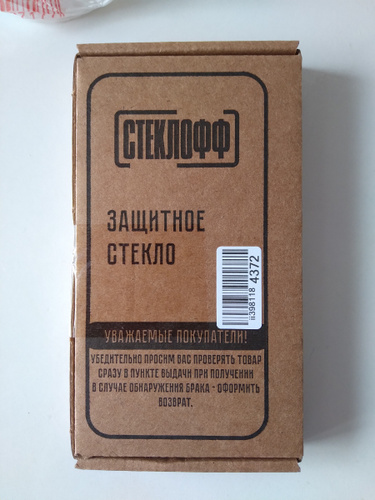 СТЕКЛОФФ
ЗАЩИТНОЕ
СТЕКЛО
iii398118 4372
УВАЖАЕМЫЕ ПОКУПАТЕЛИ!
УБЕДИТЕЛЬНО ПРОСИМ ВАС ПРОВЕРЯТЬ ТОВАР
СРАЗУ В ПУНКТЕ ВЫДАЧИ ПРИ ПОЛУЧЕНИИ
В СЛУЧАЕ ОБНАРУЖЕНИЯ БРАКА - ОФОРМИТЬ
ВОЗВРАТ.